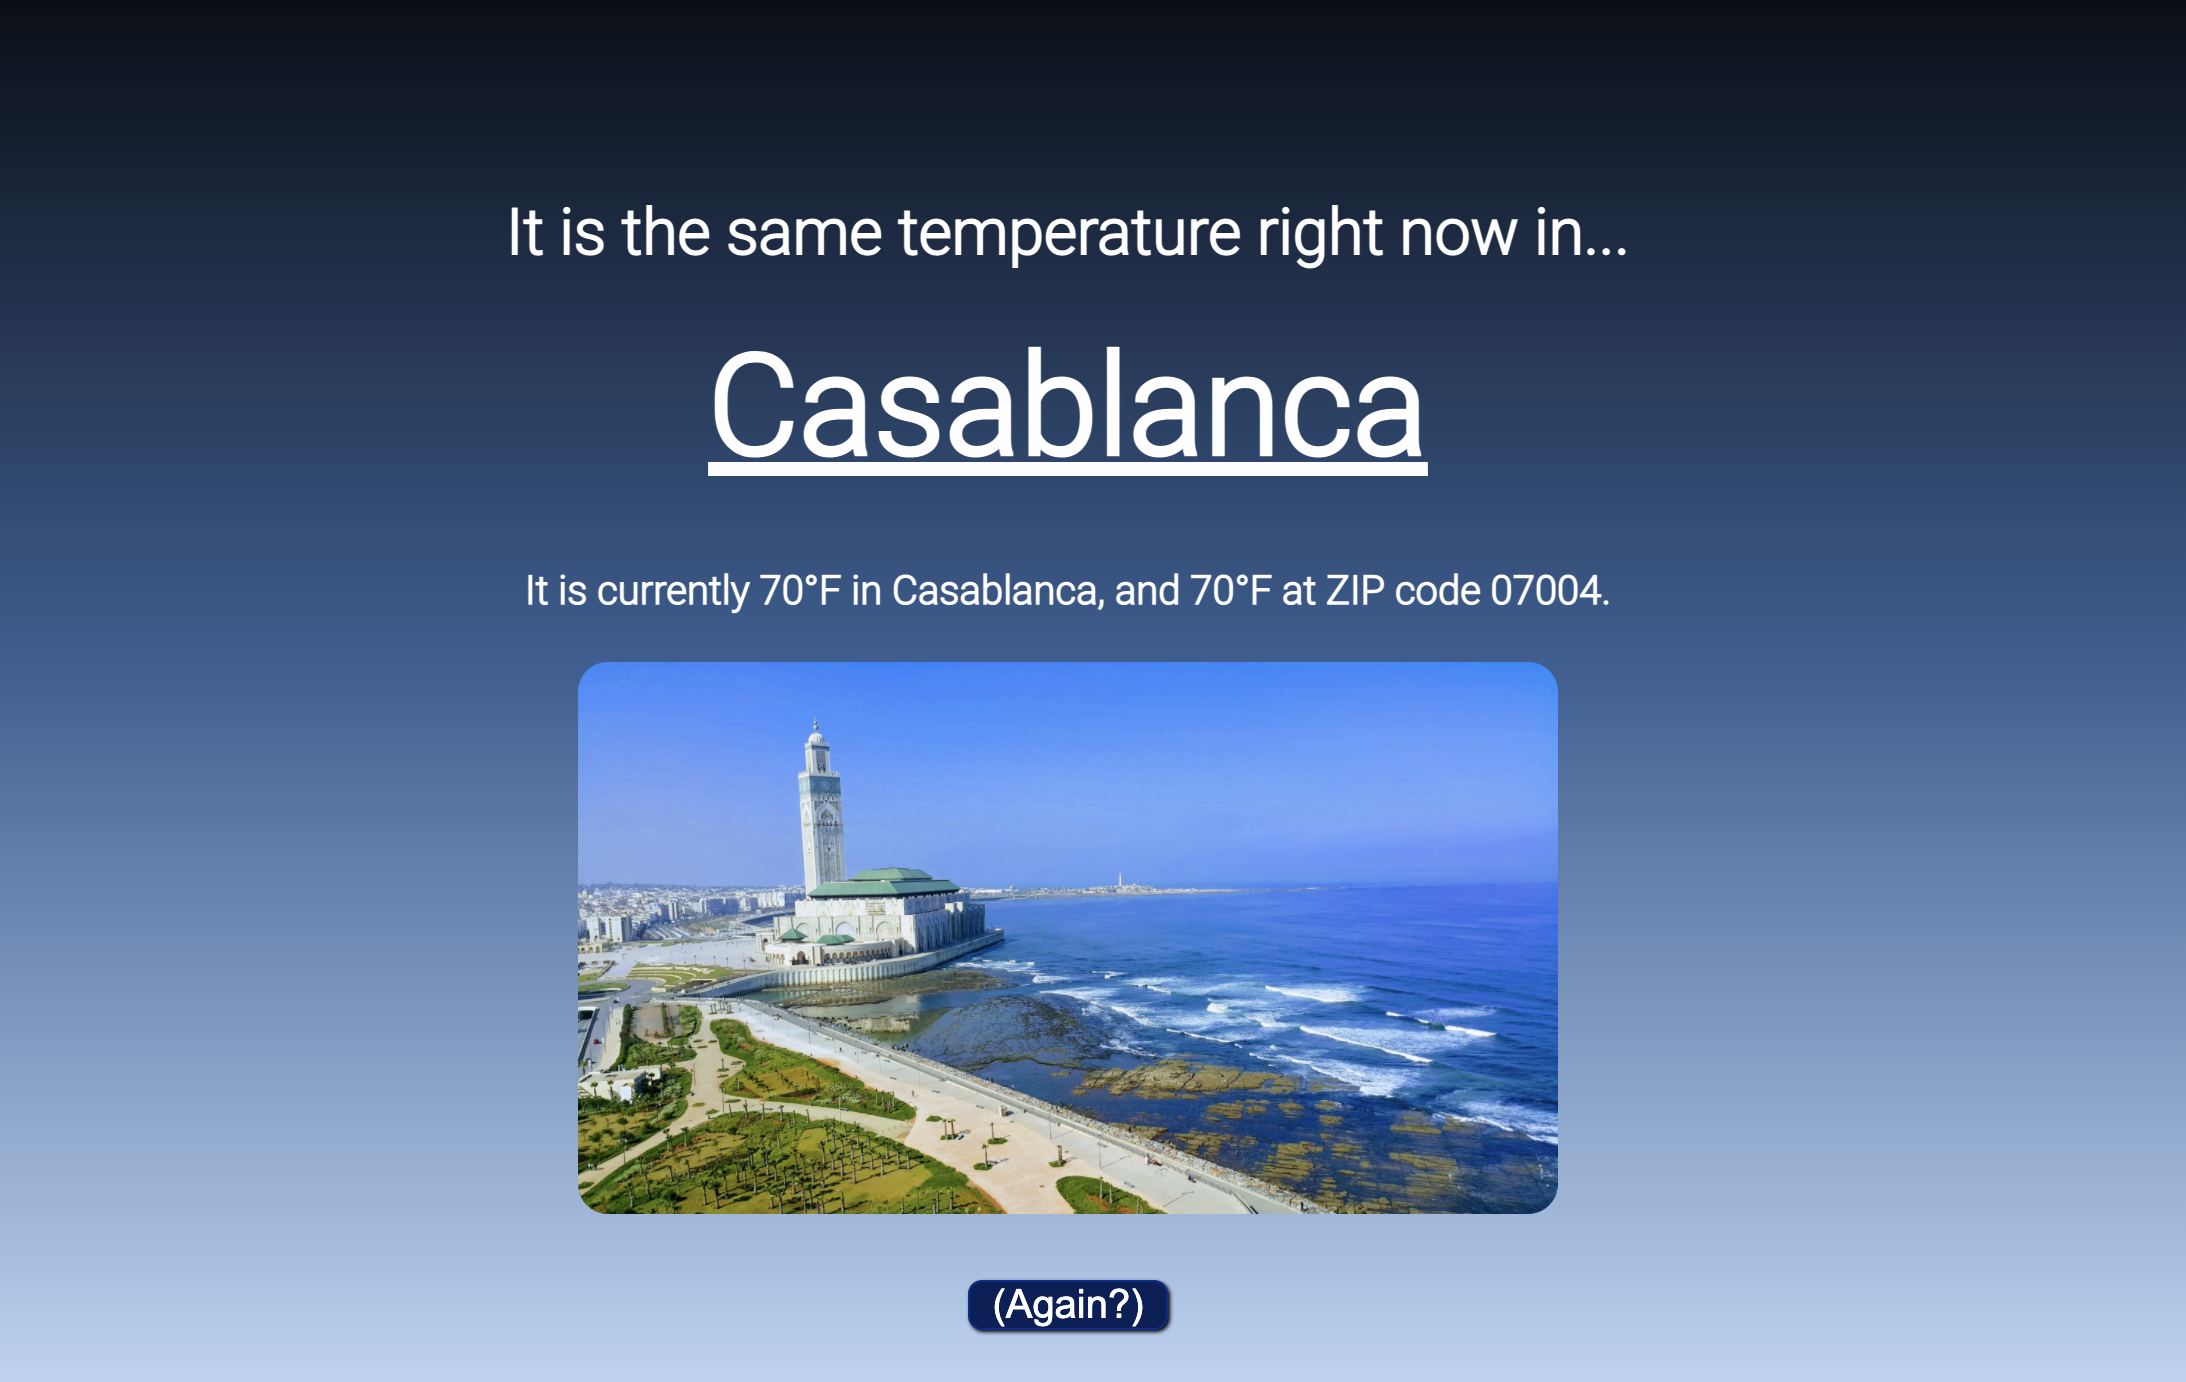 It is the same temperature right now in...
Casablanca
It is currently 70°F in Casablanca, and 70°F at ZIP code 07004.
(Again?)